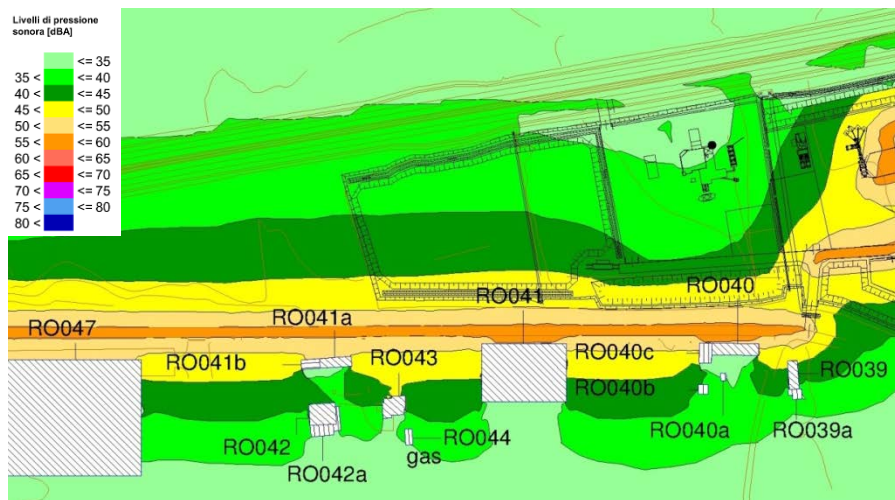 Livelli di pressione
sonora [dBA]
<= 35
35 < <= 40
40 < <= 45
45 < <= 50
50 < <= 55
55 < <= 60
60 < <= 65
65 < <= 70
70 < <= 75
75 < <= 80
80 <
RO041
RO040
RO041a
RO047
RO041b
RO043
RO040c
RO039
RO040b
RO042
RO044
RO040a
RO039a
RO042a
gas